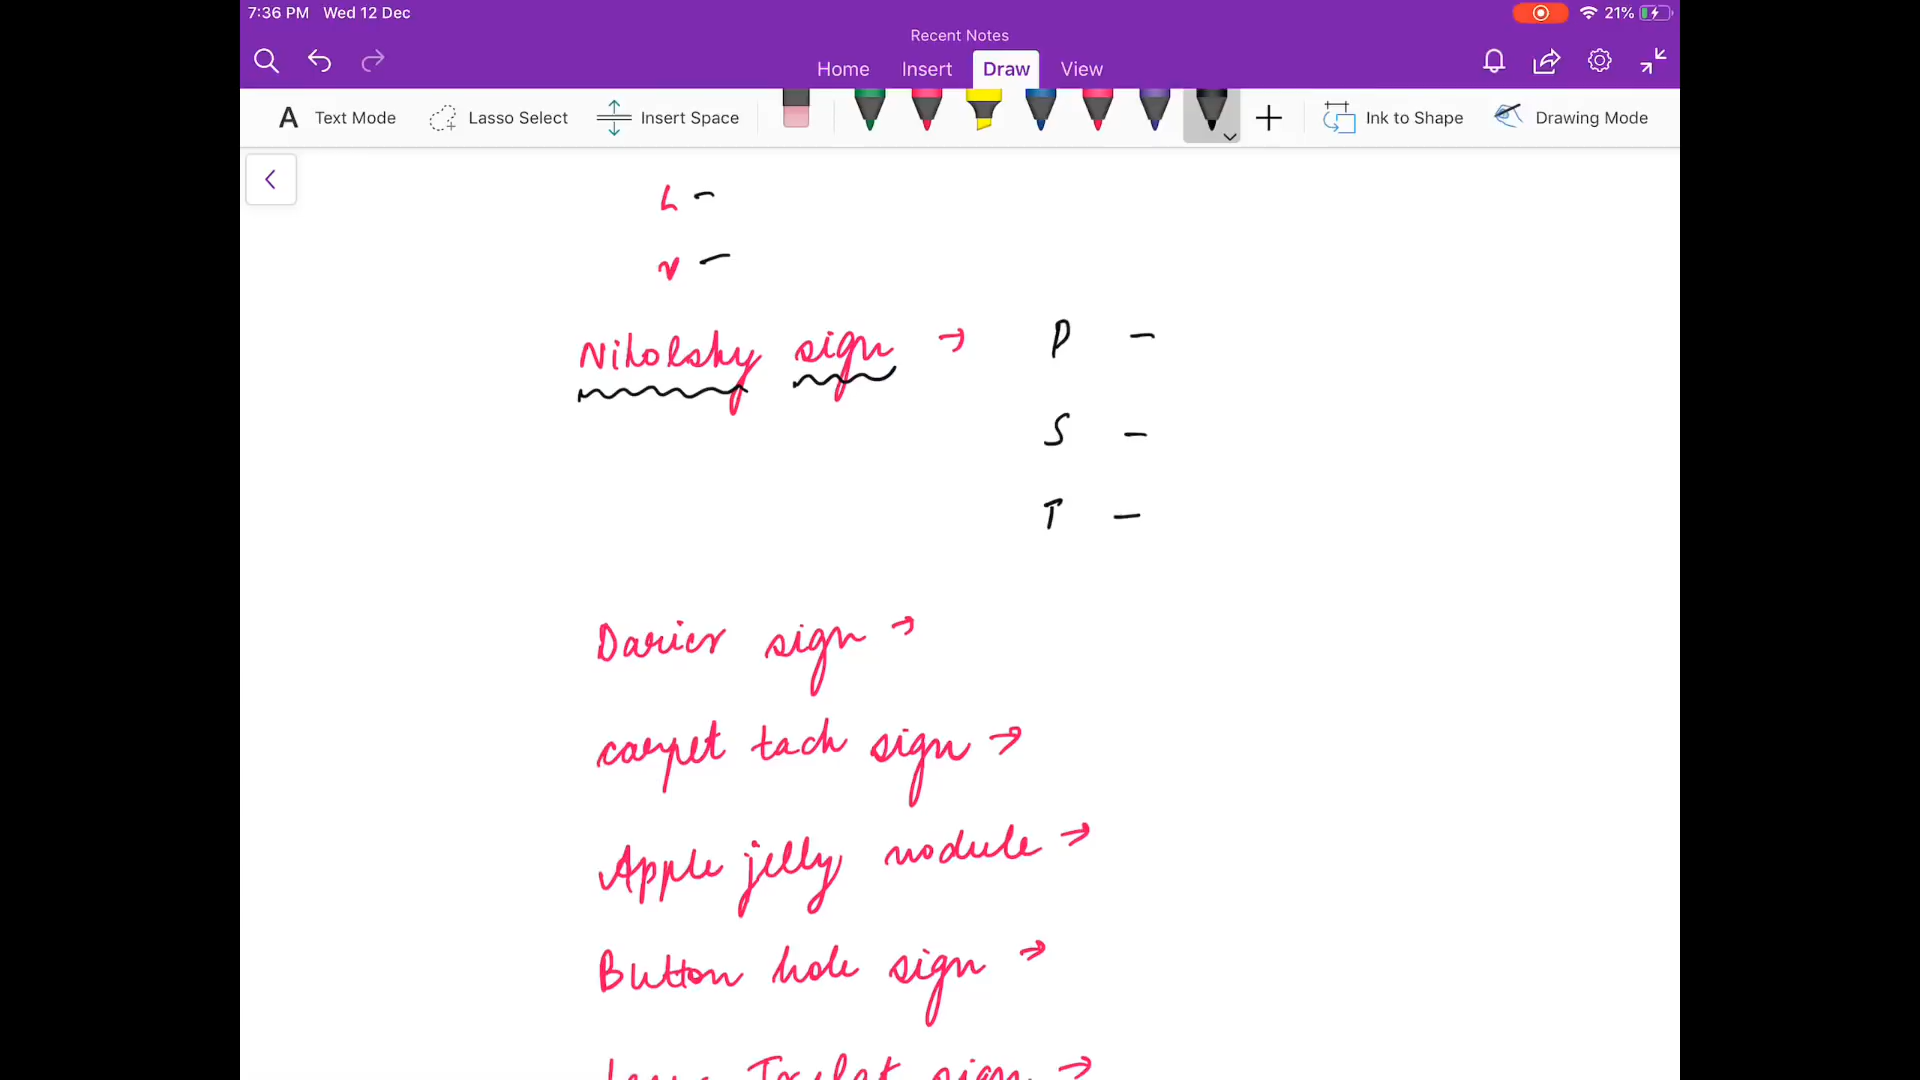 7:36 PM Wed 12 Dec 21%
Recent Notes
Home Insert Draw View
A Text Mode Lasso Select Insert Space Ink to Shape Drawing Mode
L -
V -
Nikolsky sign → P -
S -
T -
Darier sign →
carpet tack sign →
Apple jelly nodule →
Button hole sign →
sign →